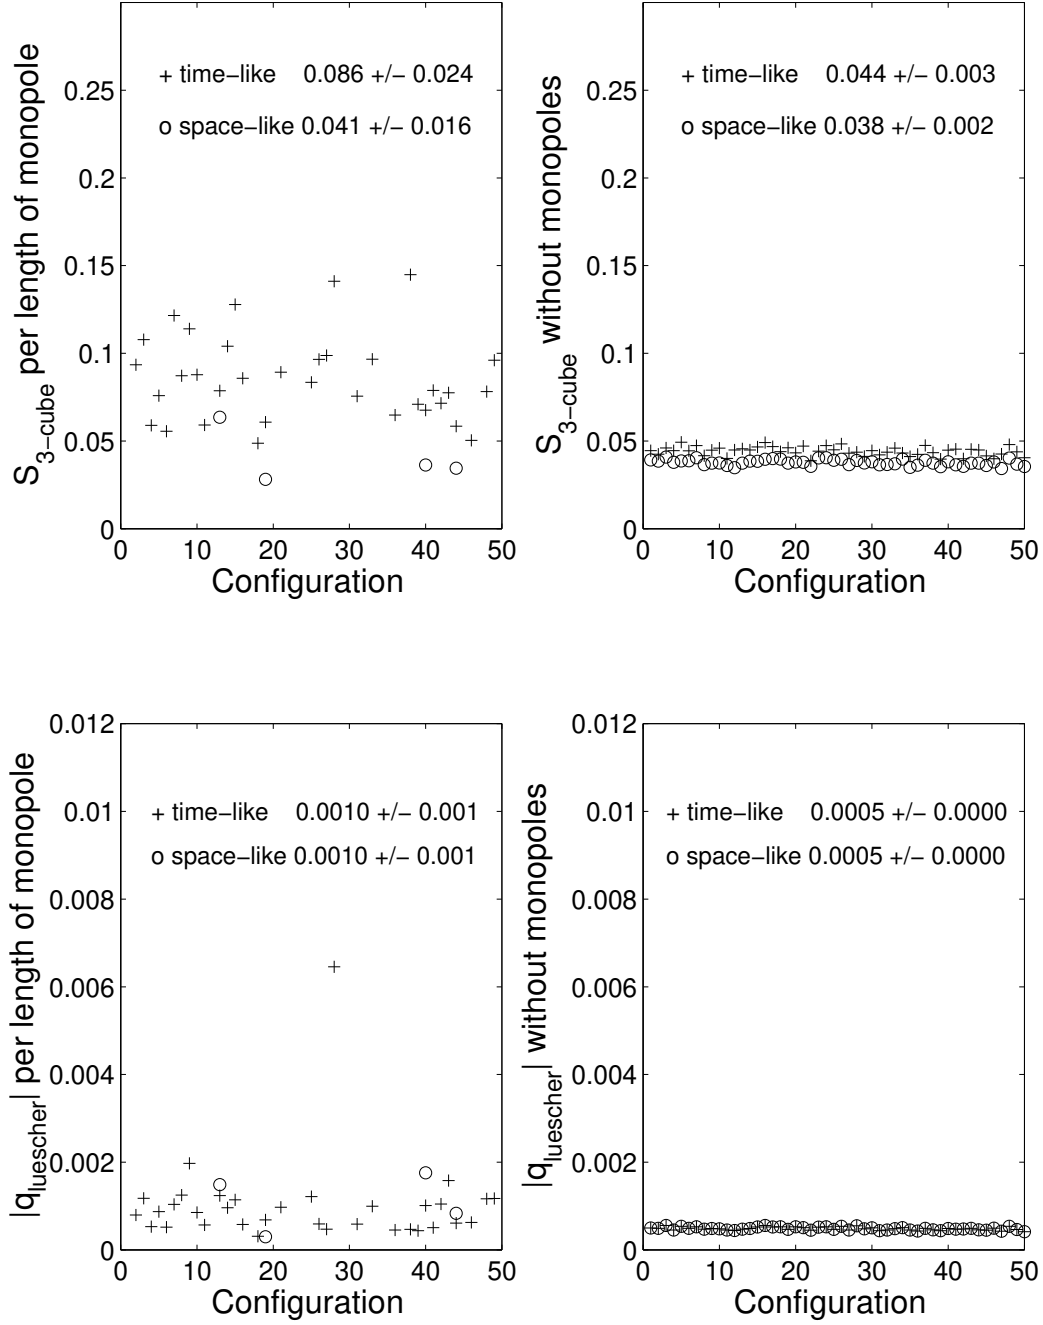 S3−cube per length of monopole
+ time−like 0.086 +/− 0.024
o space−like 0.041 +/− 0.016
0.25
0.2
0.15
0.1
0.05
0
0 10 20 30 40 50
Configuration
S3−cube without monopoles
+ time−like 0.044 +/− 0.003
o space−like 0.038 +/− 0.002
0.25
0.2
0.15
0.1
0.05
0
0 10 20 30 40 50
Configuration
|qluescher| per length of monopole
0.012
+ time−like 0.0010 +/− 0.001
o space−like 0.0010 +/− 0.001
0.01
0.008
0.006
0.004
0.002
0
0 10 20 30 40 50
Configuration
|qluescher| without monopoles
0.012
+ time−like 0.0005 +/− 0.0000
o space−like 0.0005 +/− 0.0000
0.01
0.008
0.006
0.004
0.002
0
0 10 20 30 40 50
Configuration